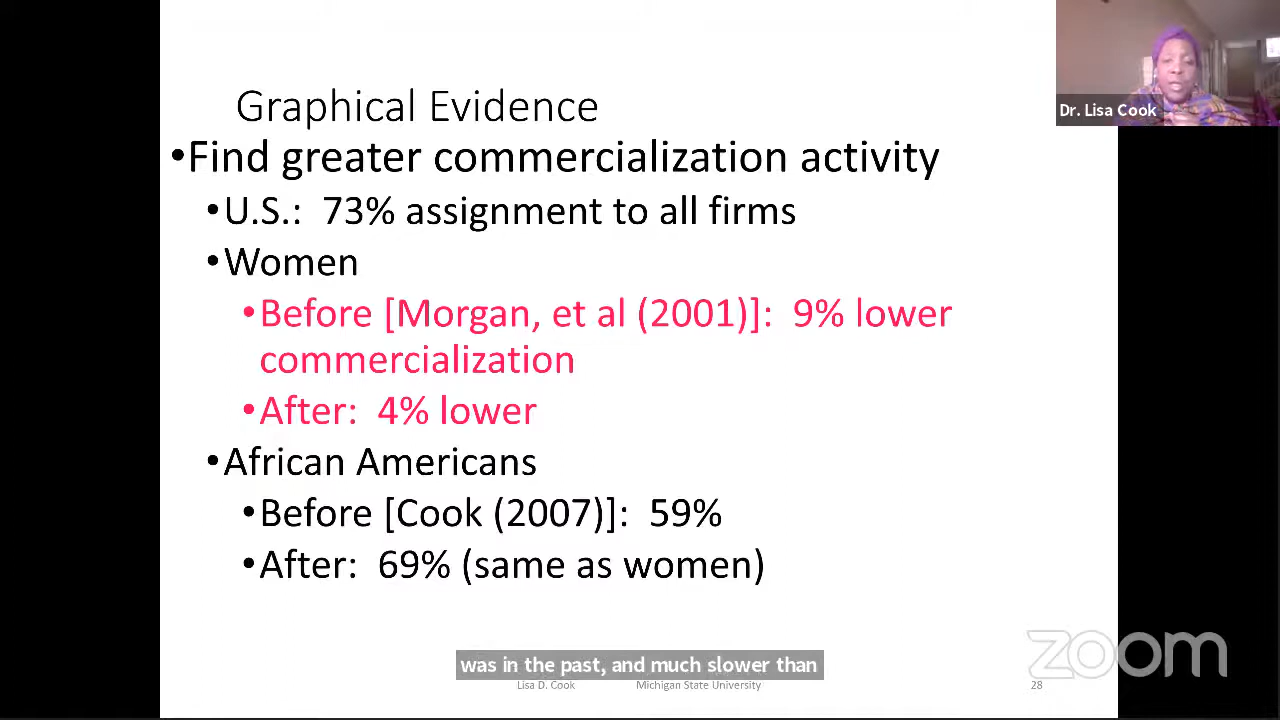 Dr. Lisa Cook
Graphical Evidence
•Find greater commercialization activity
•U.S.: 73% assignment to all firms
•Women
•Before [Morgan, et al (2001)]: 9% lower
commercialization
•After: 4% lower
•African Americans
•Before [Cook (2007)]: 59%
•After: 69% (same as women)
was in the past, and much slower than
Lisa D. Cook Michigan State University 28
zoom